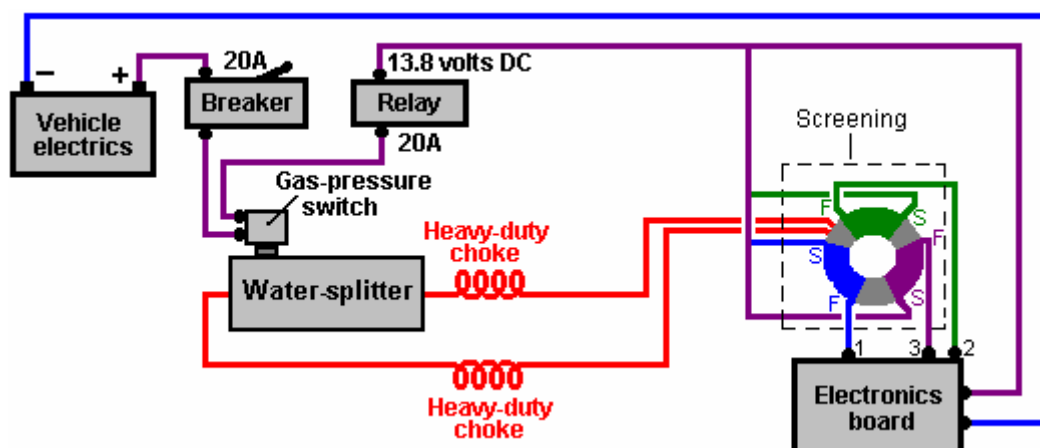 − +
20A
13.8 volts DC
Breaker
Relay
Vehicle
electrics
20A
Screening
Gas-pressure
switch
F
S
F
S
S
F
Heavy-duty
choke
Water-splitter
1 3 2
Heavy-duty
choke
Electronics
board